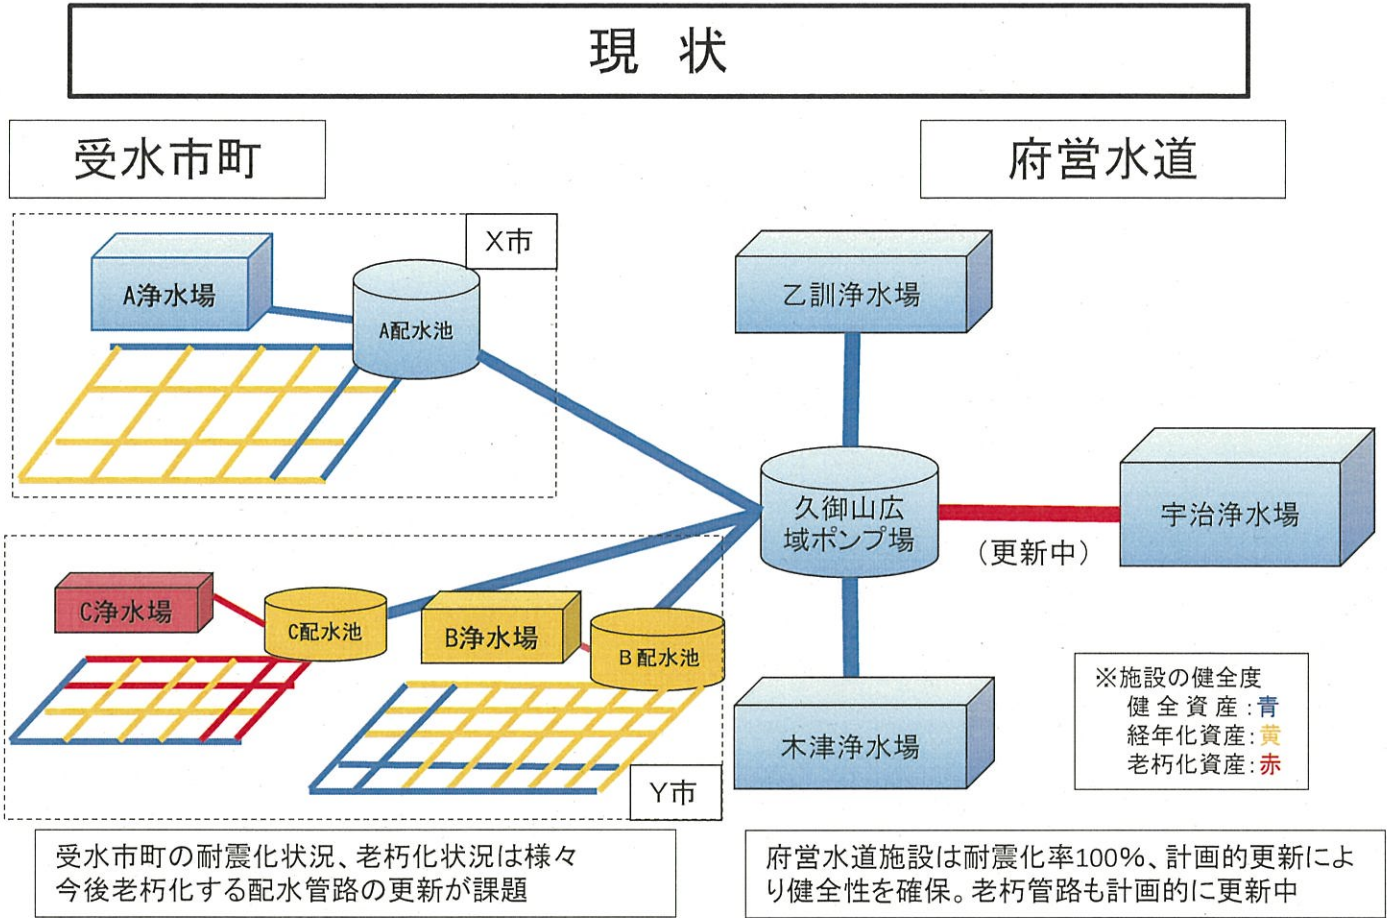 現 状
受水市町
府営水道
X市
A浄水場
A配水池
乙訓浄水場
久御山広
域ポンプ場
宇治浄水場
（更新中）
C浄水場
C配水池
B浄水場
B配水池
木津浄水場
Y市
※施設の健全度
健全資産：青
経年化資産：黄
老朽化資産：赤
受水市町の耐震化状況、老朽化状況は様々
今後老朽化する配水管路の更新が課題
府営水道施設は耐震化率100％、計画的更新によ
り健全性を確保。老朽管路も計画的に更新中